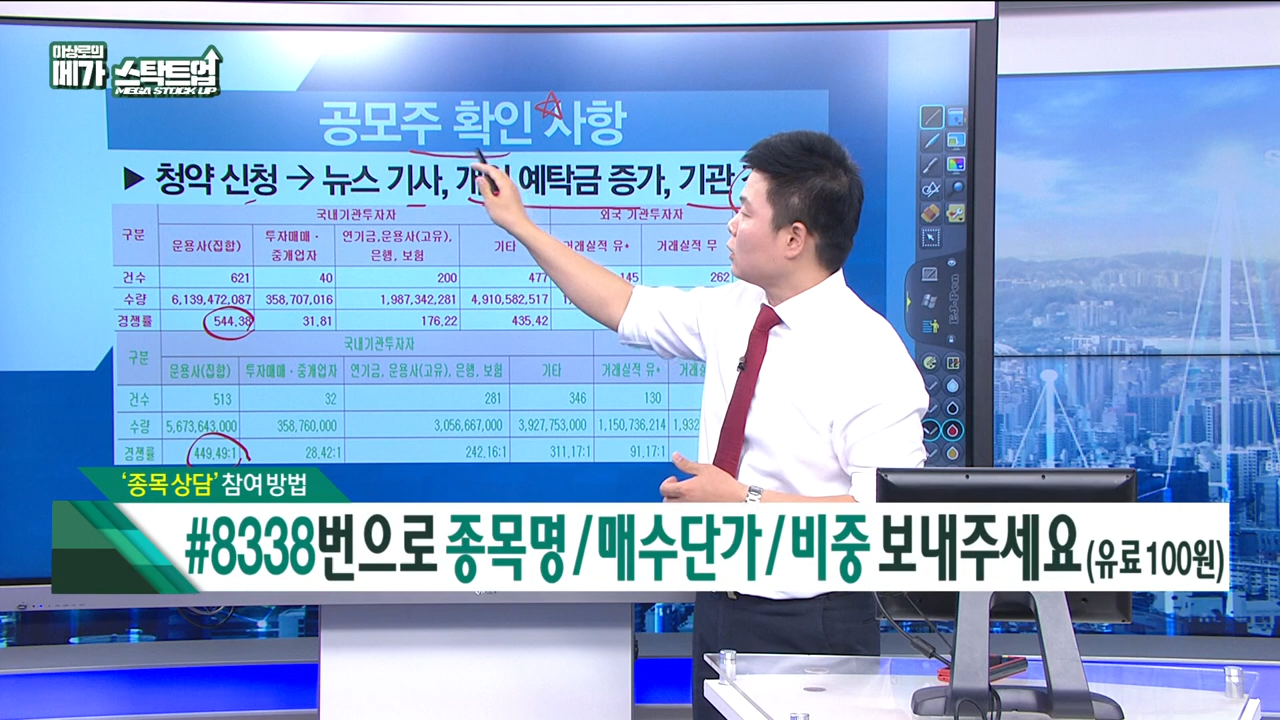 이상로의
메가 스탁트업
MEGA STOCK UP
공모주 확인 사항
▶ 청약 신청 → 뉴스 기사, 예탁금 증가, 기관
구분 국내기관투자자 외국 기관투자자
운용사(집합) 투자매매·중개업자 연기금,운용사(고유), 은행, 보험 기타 거래실적 유* 거래실적 무
건수 621 40 200 477 145 262
수량 6,139,472,087 358,707,016 1,987,342,281 4,910,582,517
경쟁률 544.38 31.81 176.22 435.42
구분 국내기관투자자
운용사(집합) 투자매매·중개업자 연기금, 운용사(고유), 은행, 보험 기타 거래실적 유*
건수 513 32 281 346 130
수량 5,673,643,000 358,760,000 3,056,667,000 3,927,753,000 1,150,736,214 1,932
경쟁률 449.49:1 28.42:1 242.16:1 311.17:1 91.17:1
'종목 상담' 참여 방법
#8338번으로 종목명/매수단가/비중 보내주세요 (유료 100원)